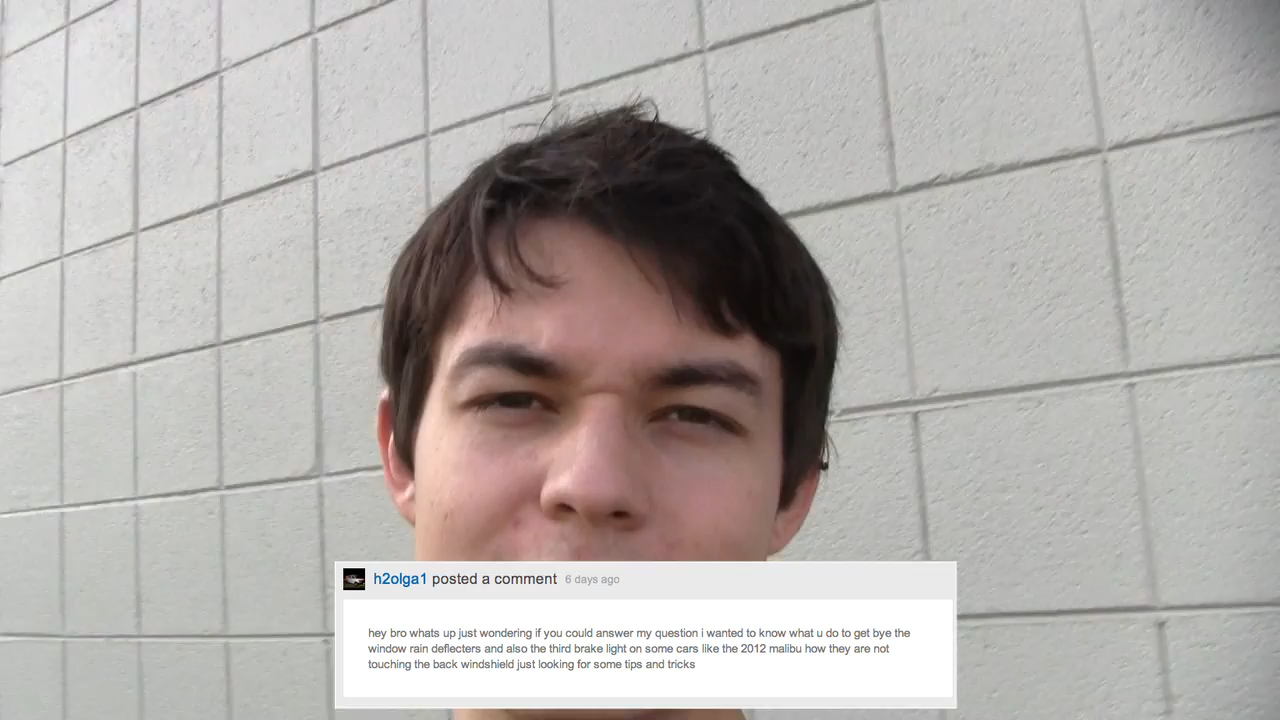 h2olga1 posted a comment 6 days ago
hey bro whats up just wondering if you could answer my question i wanted to know what u do to get bye the
window rain deflecters and also the third brake light on some cars like the 2012 malibu how they are not
touching the back windshield just looking for some tips and tricks